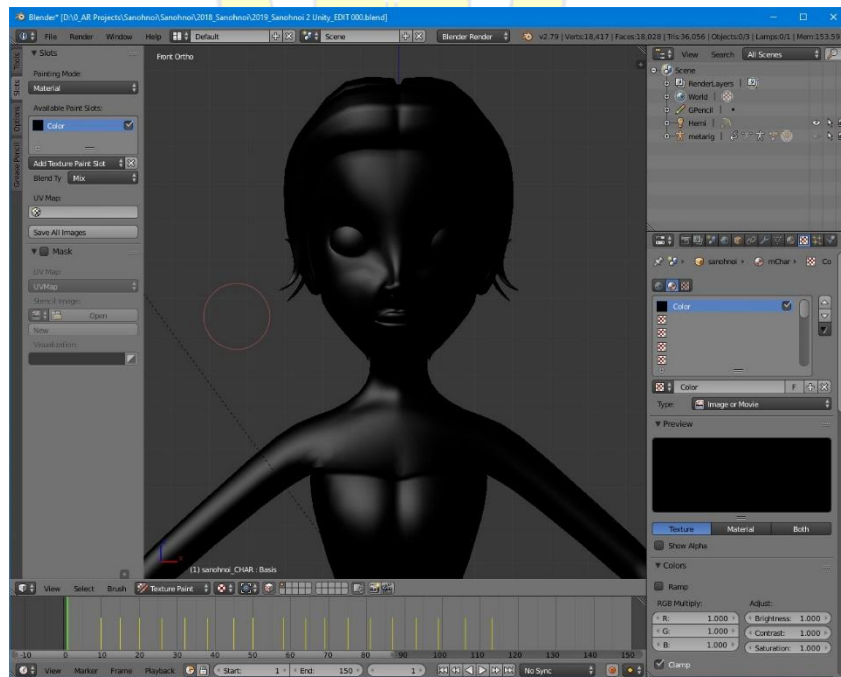 Blender* [D:\0_AR Projects\Sanohnoi\Sanohnoi\2018_Sanohnoi\2019_Sanohnoi 2 Unity_EDIT 000.blend]
File Render Window Help Default Scene Blender Render v2.79 | Verts:18,417 | Faces:18,028 | Tris:36,056 | Objects:0/3 | Lamps:0/1 | Mem:153.59
Tools
Slots
Options
Grease Pencil
Slots
Painting Mode:
Material
Available Paint Slots:
Color
Add Texture Paint Slot
Blend Ty Mix
UV Map:
Save All Images
Mask
UV Map:
UVMap
Stencil Image:
Open
New
Visualization:
Front Ortho
(1) sanohnoi_CHAR : Basis
View Search All Scenes
Scene
RenderLayers |
World |
GPencil |
Hemi |
metarig |
sanohnoi mChar Co
Color
Color F
Type: Image or Movie
Preview
Texture Material Both
Show Alpha
Colors
Ramp
RGB Multiply: Adjust:
R: 1.000 Brightness: 1.000
G: 1.000 Contrast: 1.000
B: 1.000 Saturation: 1.000
Clamp
View Select Brush Texture Paint
-10 0 10 20 30 40 50 60 70 80 90 100 110 120 130 140 150
View Marker Frame Playback Start: 1 End: 150 1 No Sync